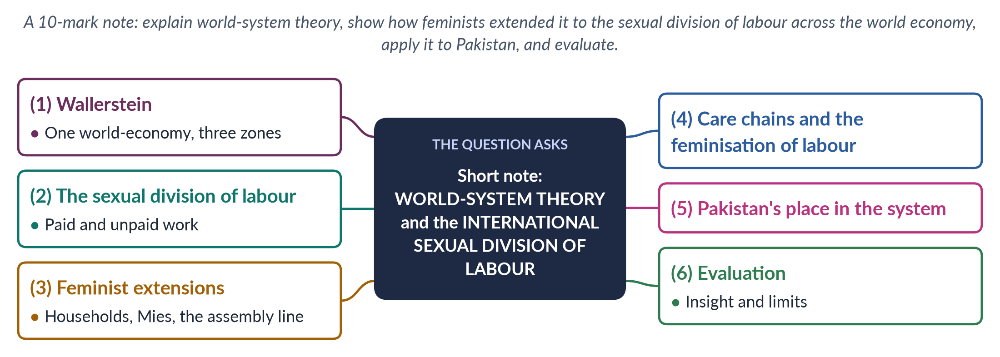 A 10-mark note: explain world-system theory, show how feminists extended it to the sexual division of labour across the world economy,
apply it to Pakistan, and evaluate.
(1) Wallerstein
• One world-economy, three zones
(2) The sexual division of labour
• Paid and unpaid work
(3) Feminist extensions
• Households, Mies, the assembly line
THE QUESTION ASKS
Short note:
WORLD-SYSTEM THEORY
and the INTERNATIONAL
SEXUAL DIVISION OF
LABOUR
(4) Care chains and the
feminisation of labour
(5) Pakistan's place in the system
(6) Evaluation
• Insight and limits